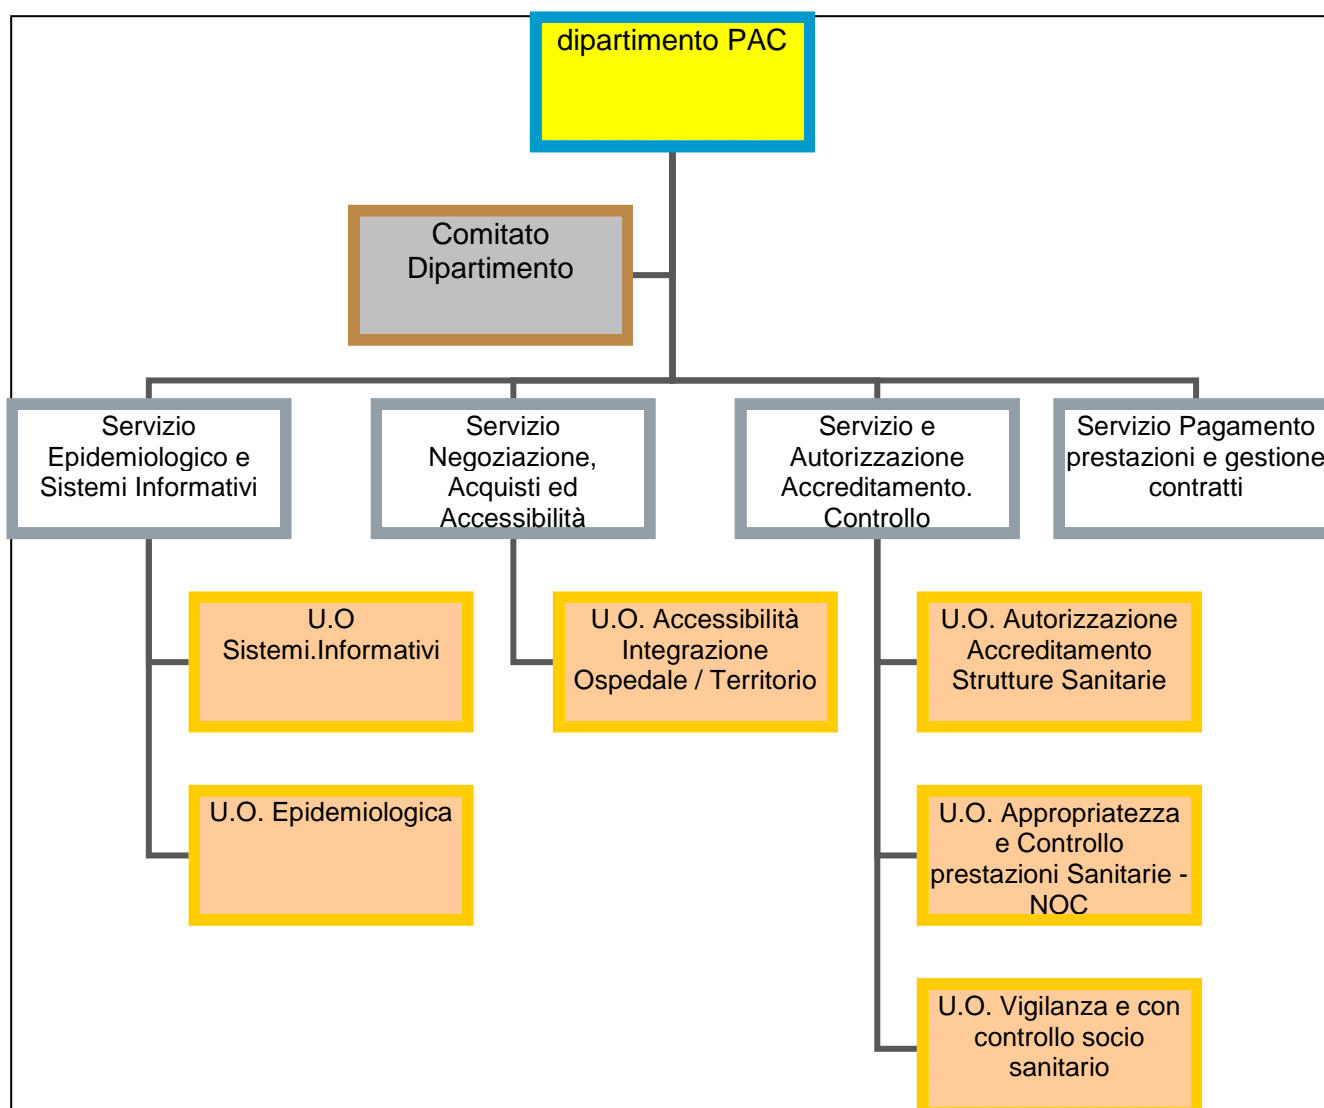 dipartimento PAC
Comitato
Dipartimento
Servizio
Epidemiologico e
Sistemi Informativi
Servizio
Negoziazione,
Acquisti ed
Accessibilità
Servizio e
Autorizzazione
Accreditamento.
Controllo
Servizio Pagamento
prestazioni e gestione
contratti
U.O
Sistemi.Informativi
U.O. Epidemiologica
U.O. Accessibilità
Integrazione
Ospedale / Territorio
U.O. Autorizzazione
Accreditamento
Strutture Sanitarie
U.O. Appropriatezza
e Controllo
prestazioni Sanitarie -
NOC
U.O. Vigilanza e con
controllo socio
sanitario